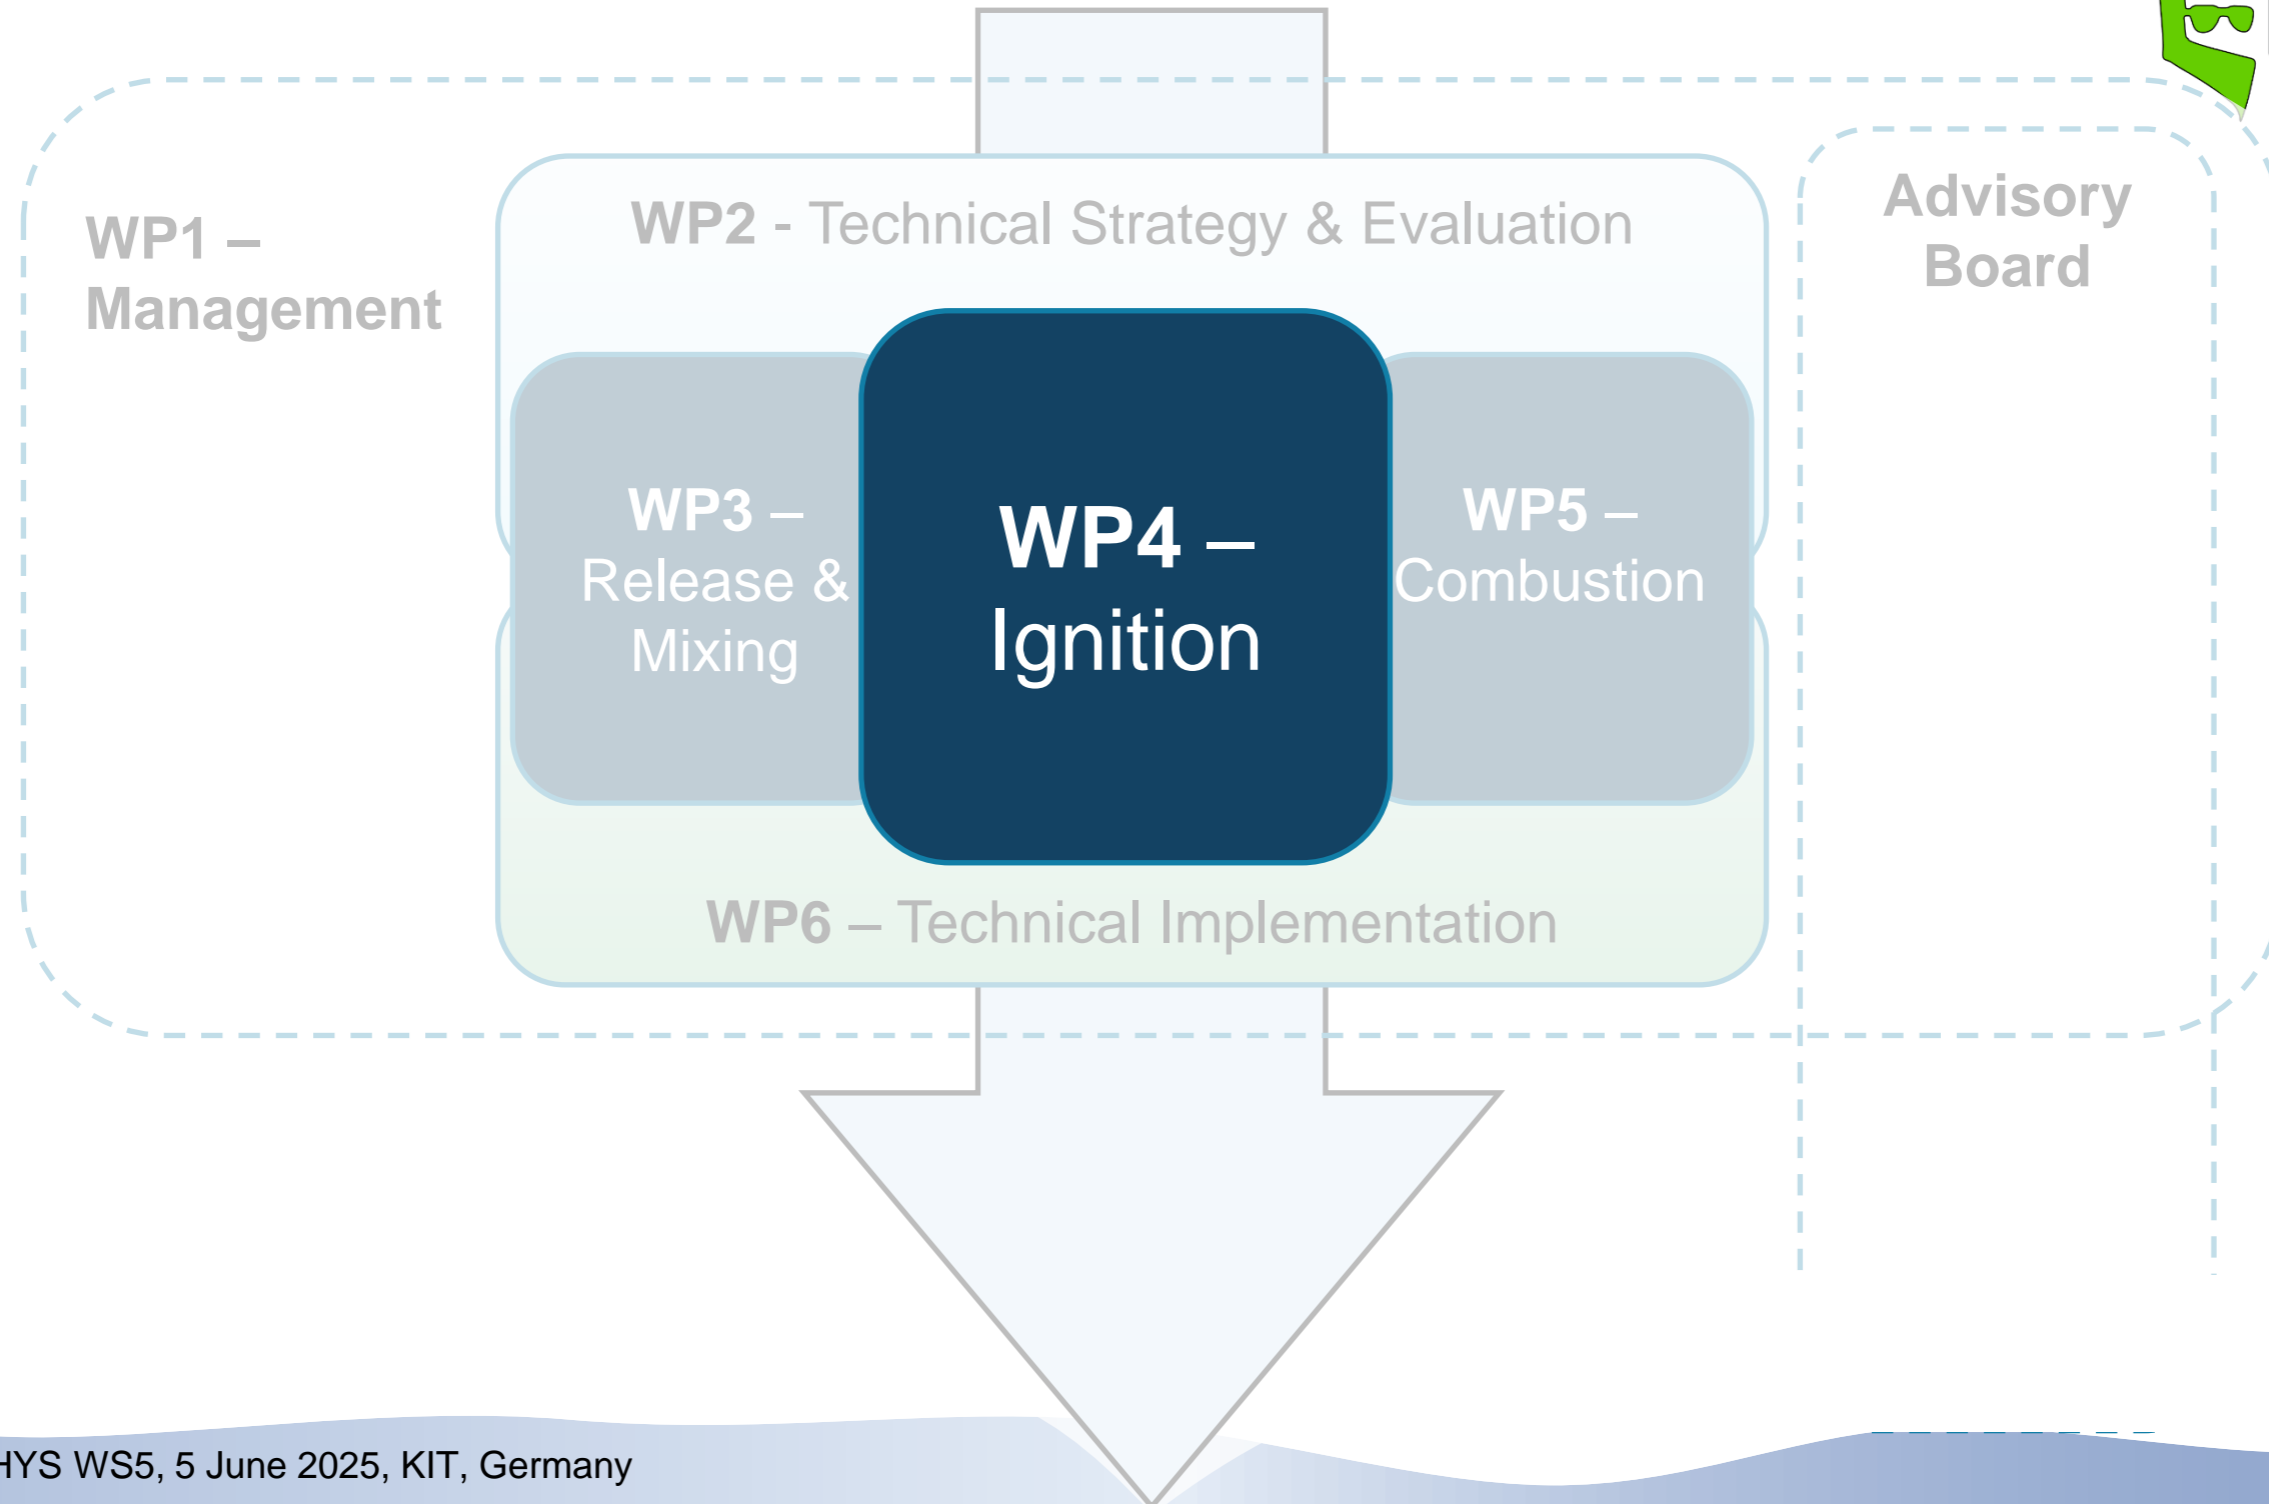 WP1 –
Management
WP2 - Technical Strategy & Evaluation
Advisory
Board
WP3 –
Release &
Mixing
WP4 –
Ignition
WP5 –
Combustion
WP6 – Technical Implementation
HYS WS5, 5 June 2025, KIT, Germany